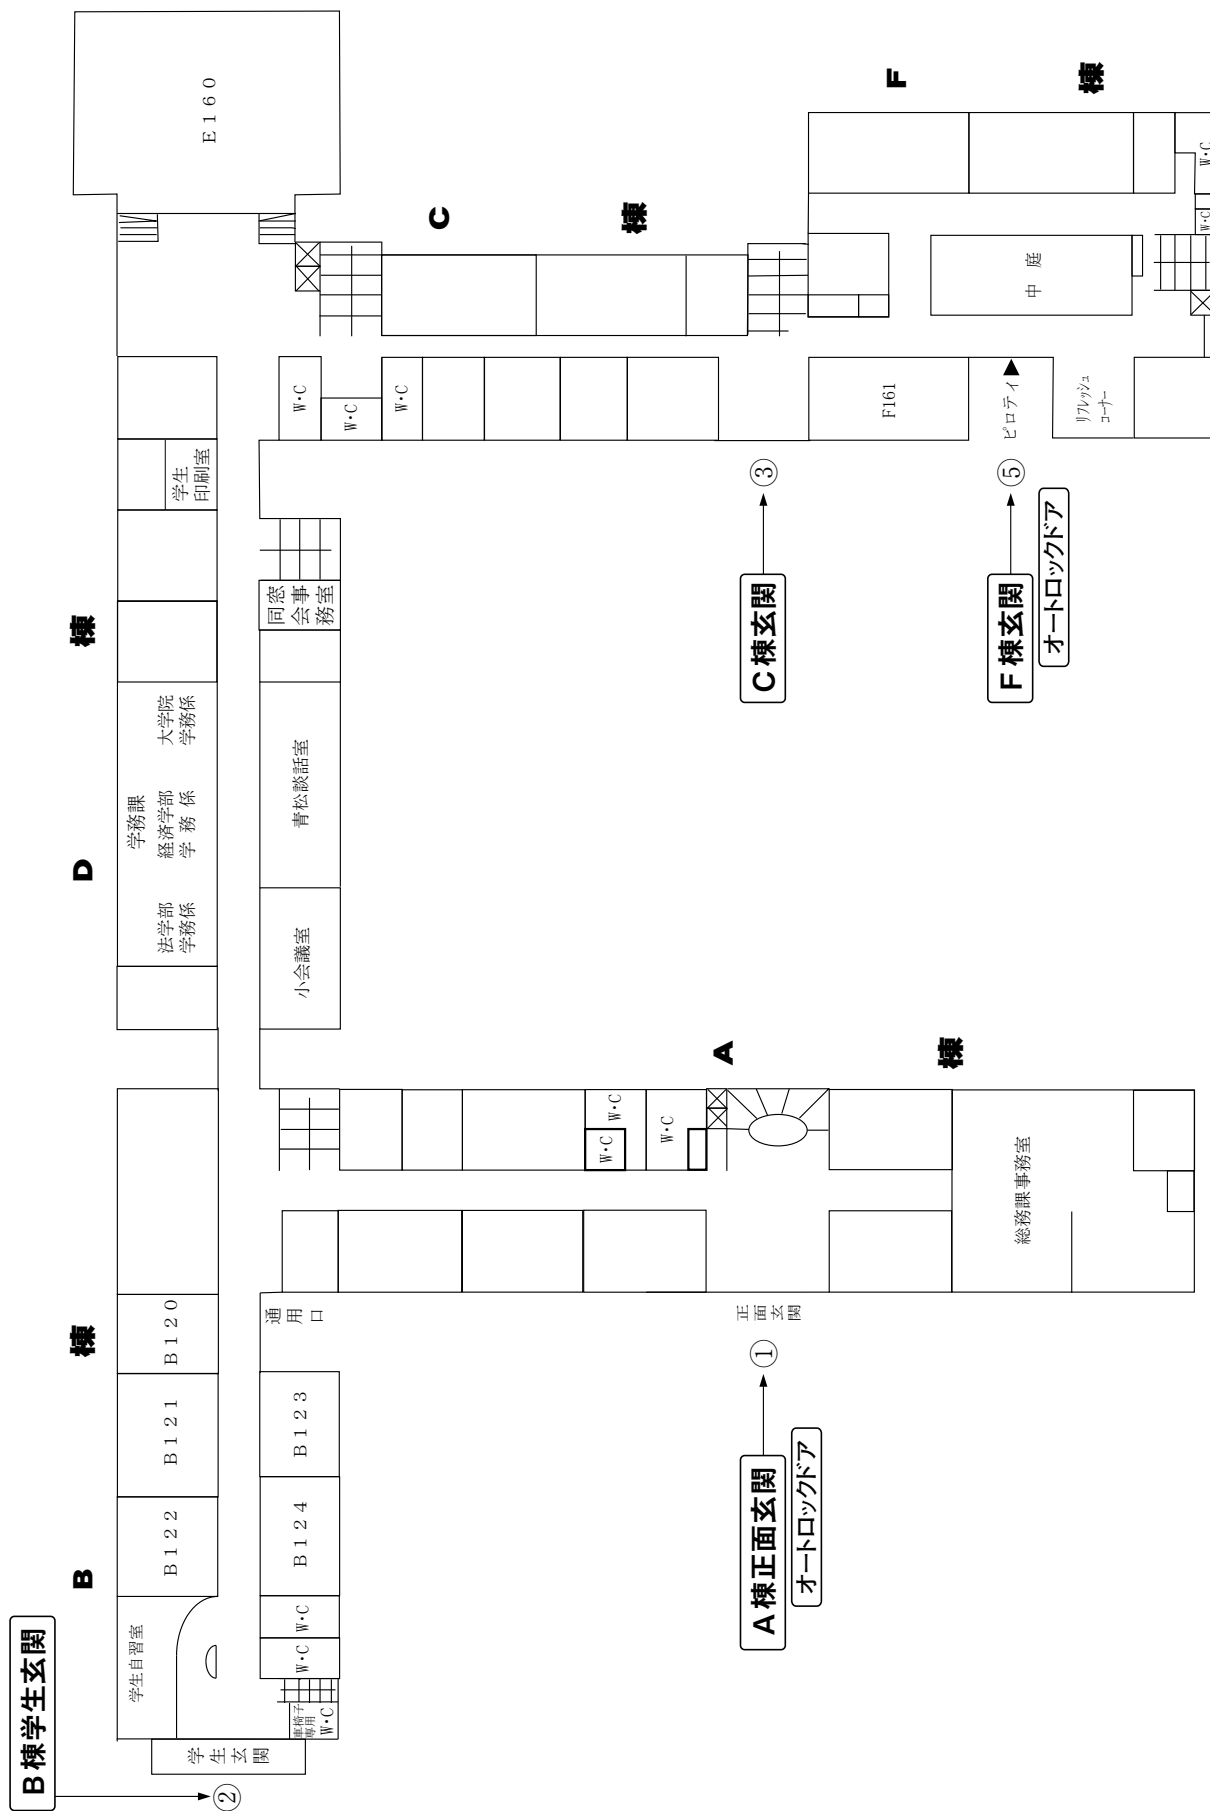 B棟学生玄関
②
学生
玄関
学生自習室
車椅子
専用
W・C
W・C
W・C
B
棟
B122
B121
B120
B124
B123
通用口
A棟正面玄関
オートロックドア
①
正面
玄関
A
棟
W・C
W・C
W・C
総務課事務室
D
棟
学務課
法学部
学務係
経済学部
学務係
大学院
学務係
小会議室
青松談話室
同窓
会事
務室
学生
印刷室
E160
C
棟
W・C
W・C
W・C
C棟玄関
③
F
棟
F161
中庭
ピロティ
リフレッシュ
コーナー
W・C
W・C
F棟玄関
オートロックドア
⑤